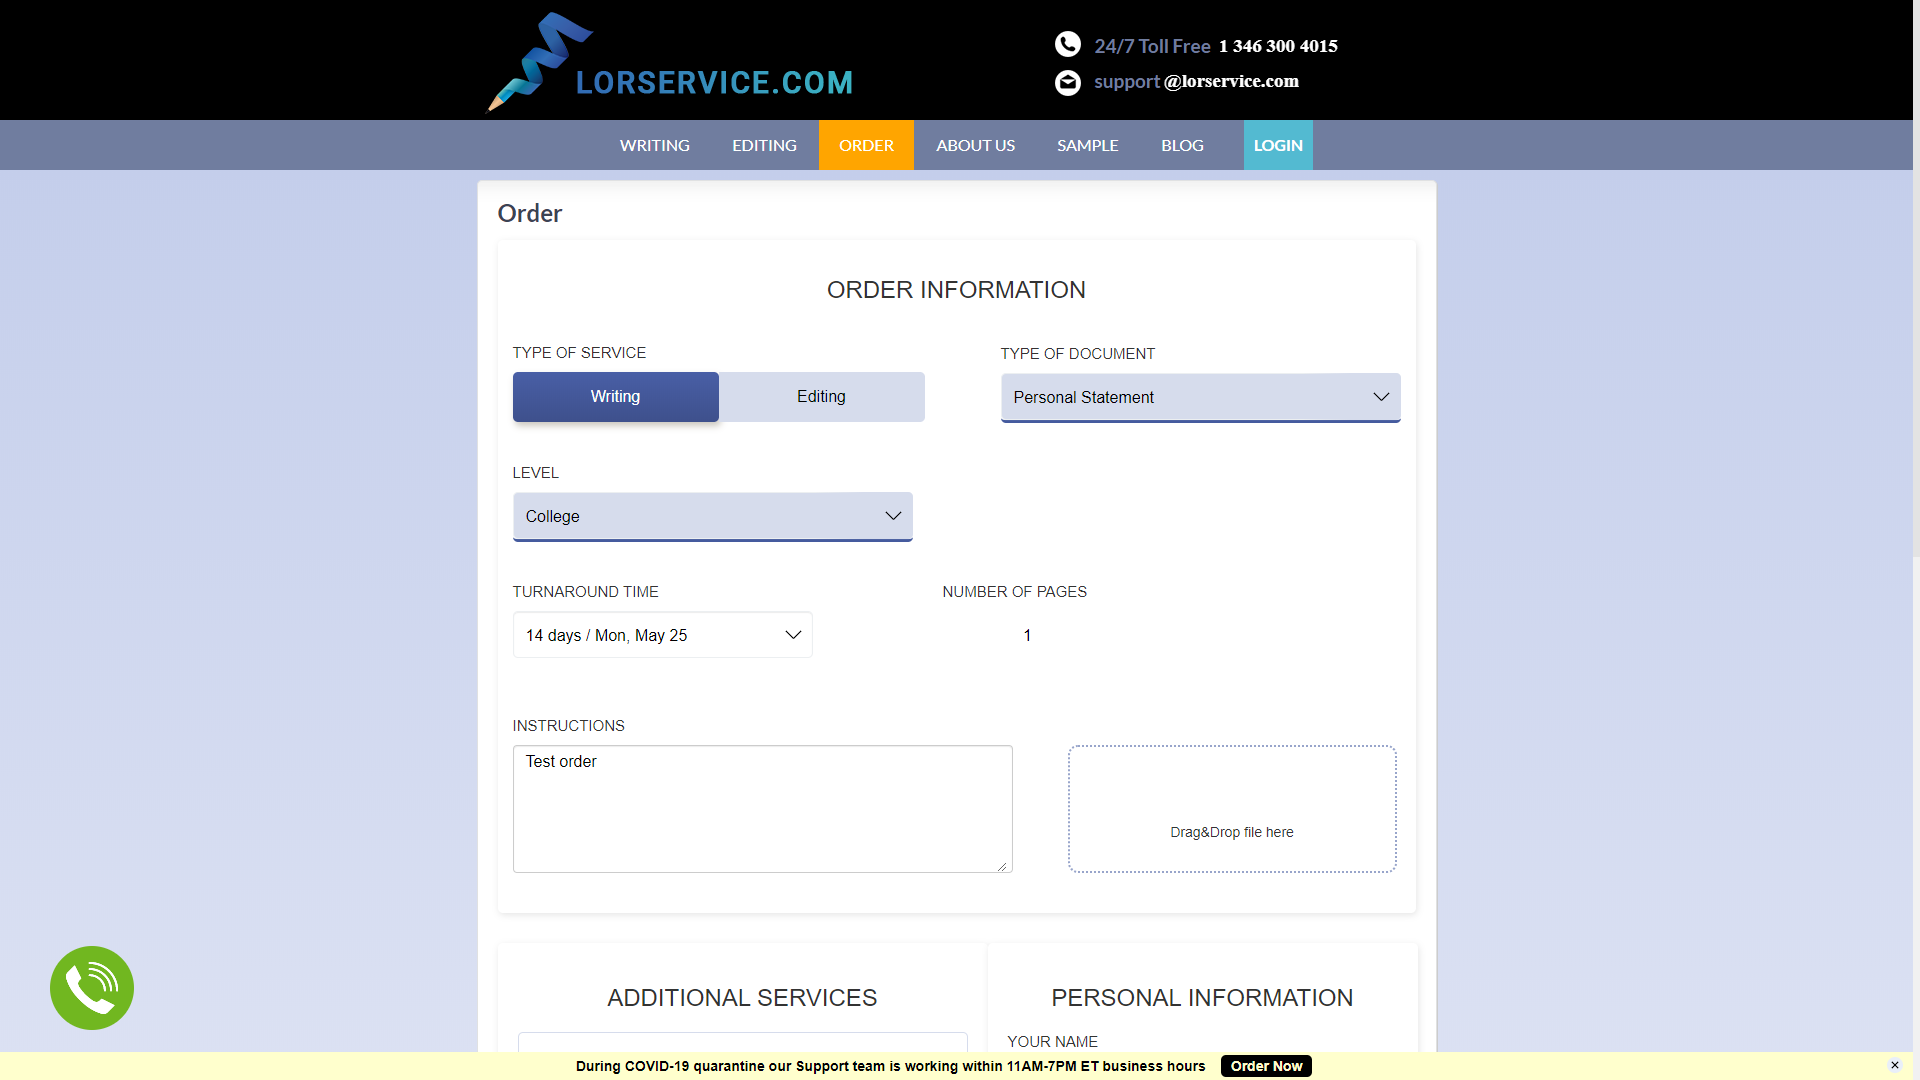 LORSERVICE.COM
24/7 Toll Free 1 346 300 4015
support @lorservice.com
WRITING EDITING ORDER ABOUT US SAMPLE BLOG LOGIN
Order
ORDER INFORMATION
TYPE OF SERVICE
TYPE OF DOCUMENT
Writing Editing
Personal Statement
LEVEL
College
TURNAROUND TIME
NUMBER OF PAGES
14 days / Mon, May 25
1
INSTRUCTIONS
Test order
Drag&Drop file here
ADDITIONAL SERVICES
PERSONAL INFORMATION
YOUR NAME
During COVID-19 quarantine our Support team is working within 11AM-7PM ET business hours Order Now